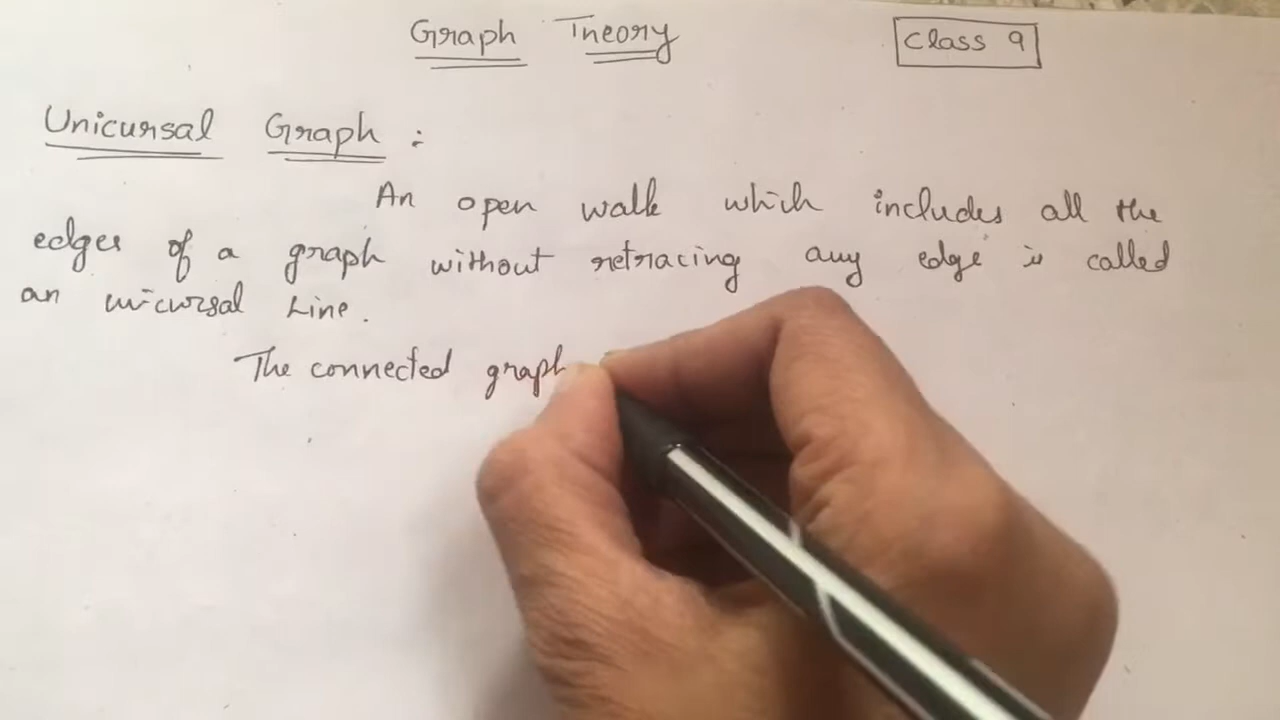 Graph Theory
Class 9
Unicursal Graph :
An open walk which includes all the
edges of a graph without retracing any edge is called
an unicursal Line.
The connected graph